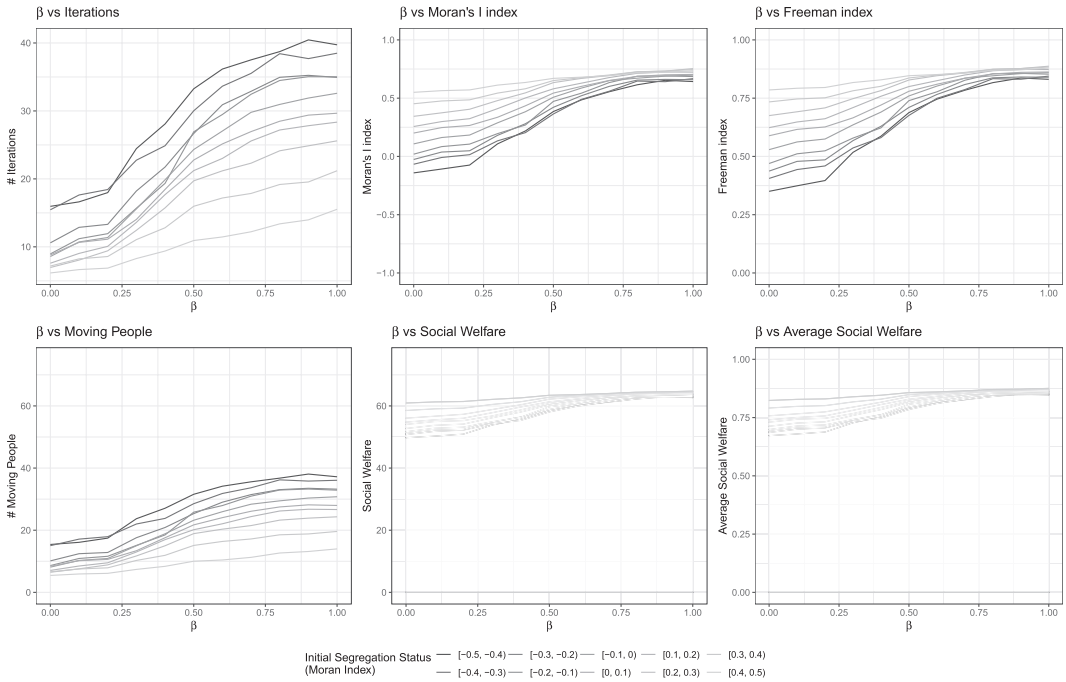 β vs Iterations
β vs Moran's I index
β vs Freeman index
# Iterations
40
30
20
10
0.00 0.25 0.50 0.75 1.00
β
Moran's I index
1.0
0.5
0.0
−0.5
−1.0
0.00 0.25 0.50 0.75 1.00
β
Freeman index
1.00
0.75
0.50
0.25
0.00
0.00 0.25 0.50 0.75 1.00
β
β vs Moving People
β vs Social Welfare
β vs Average Social Welfare
# Moving People
60
40
20
0
0.00 0.25 0.50 0.75 1.00
β
Social Welfare
60
40
20
0
0.00 0.25 0.50 0.75 1.00
β
Average Social Welfare
1.00
0.75
0.50
0.25
0.00
0.00 0.25 0.50 0.75 1.00
β
Initial Segregation Status
(Moran Index)
[−0.5, −0.4) [−0.3, −0.2) [−0.1, 0) [0.1, 0.2) [0.3, 0.4)
[−0.4, −0.3) [−0.2, −0.1) [0, 0.1) [0.2, 0.3) [0.4, 0.5)